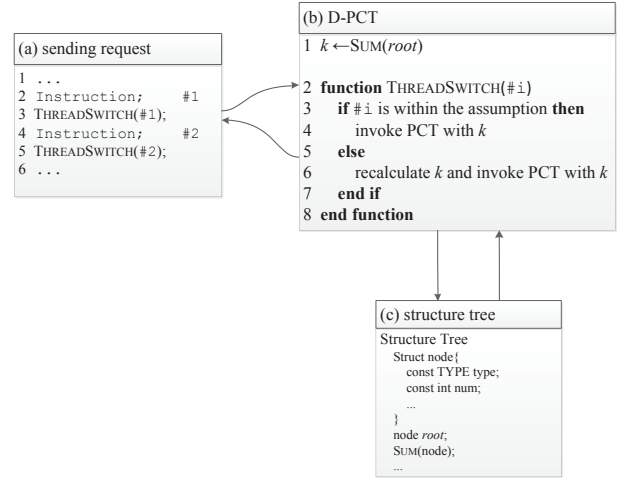 (a) sending request
1 ...
2 Instruction; #1
3 THREADSWITCH(#1);
4 Instruction; #2
5 THREADSWITCH(#2);
6 ...
(b) D-PCT
1 k ←SUM(root)
2 function THREADSWITCH(#i)
3 if #i is within the assumption then
4 invoke PCT with k
5 else
6 recalculate k and invoke PCT with k
7 end if
8 end function
(c) structure tree
Structure Tree
Struct node{
const TYPE type;
const int num;
...
}
node root;
SUM(node);
...